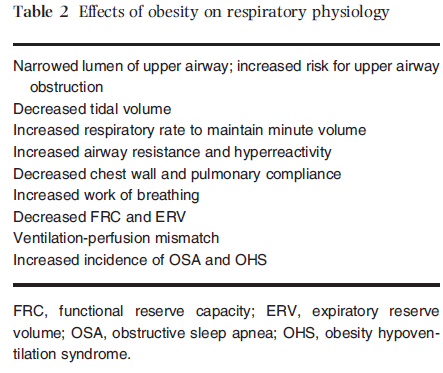 Table 2 Effects of obesity on respiratory physiology
Narrowed lumen of upper airway; increased risk for upper airway
obstruction
Decreased tidal volume
Increased respiratory rate to maintain minute volume
Increased airway resistance and hyperreactivity
Decreased chest wall and pulmonary compliance
Increased work of breathing
Decreased FRC and ERV
Ventilation-perfusion mismatch
Increased incidence of OSA and OHS
FRC, functional reserve capacity; ERV, expiratory reserve
volume; OSA, obstructive sleep apnea; OHS, obesity hypoven-
tilation syndrome.